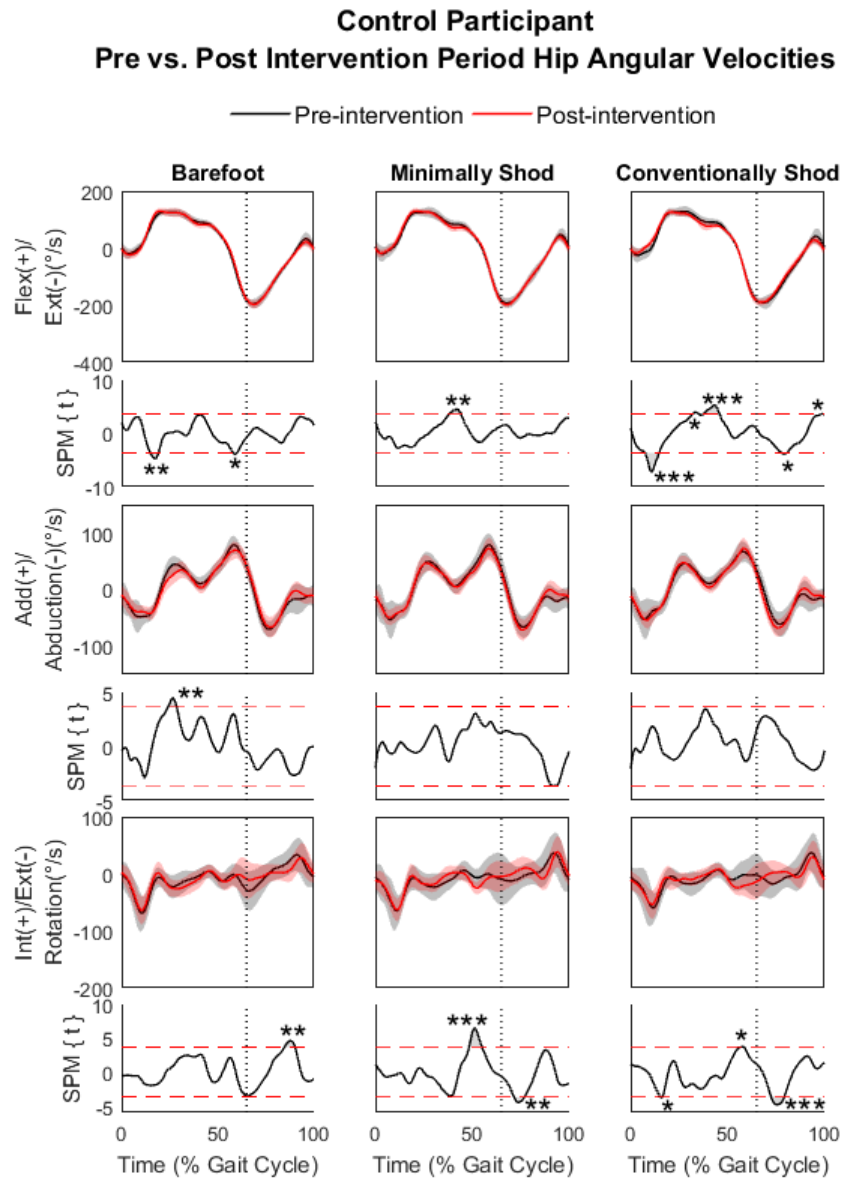 Control Participant
Pre vs. Post Intervention Period Hip Angular Velocities
Pre-intervention Post-intervention
Barefoot Minimally Shod Conventionally Shod
Flex(+)/
Ext(-)(°/s)
200
0
-200
-400
SPM { t }
10
0
-10
** * ** *** * *** * *
Add(+)/
Abduction(-)(°/s)
100
0
-100
SPM { t }
5
0
-5
**
Int(+)/Ext(-)
Rotation(°/s)
100
0
-100
-200
SPM { t }
10
5
0
-5
** *** ** * * ***
0 50 100 0 50 100 0 50 100
Time (% Gait Cycle) Time (% Gait Cycle) Time (% Gait Cycle)